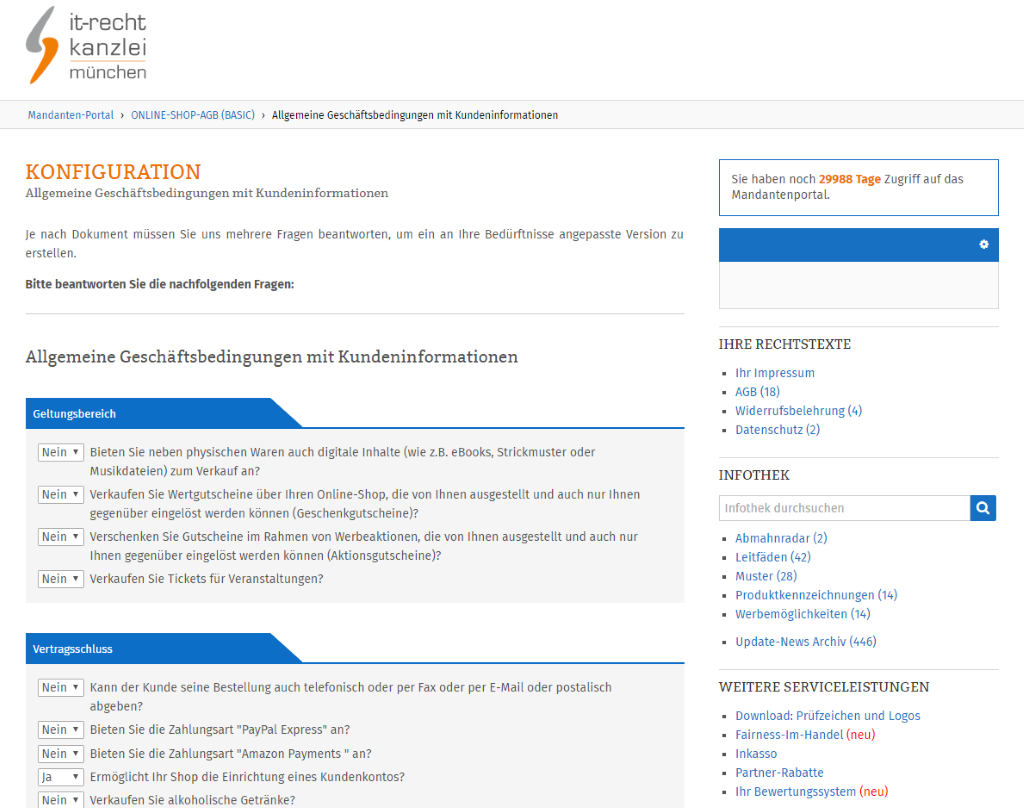 it-recht
kanzlei
münchen
Mandanten-Portal › ONLINE-SHOP-AGB (BASIC) › Allgemeine Geschäftsbedingungen mit Kundeninformationen
KONFIGURATION
Allgemeine Geschäftsbedingungen mit Kundeninformationen
Je nach Dokument müssen Sie uns mehrere Fragen beantworten, um ein an Ihre Bedürfnisse angepasste Version zu
erstellen.
Bitte beantworten Sie die nachfolgenden Fragen:
Allgemeine Geschäftsbedingungen mit Kundeninformationen
Geltungsbereich
Nein Bieten Sie neben physischen Waren auch digitale Inhalte (wie z.B. eBooks, Strickmuster oder
Musikdateien) zum Verkauf an?
Nein Verkaufen Sie Wertgutscheine über Ihren Online-Shop, die von Ihnen ausgestellt und auch nur Ihnen
gegenüber eingelöst werden können (Geschenkgutscheine)?
Nein Verschenken Sie Gutscheine im Rahmen von Werbeaktionen, die von Ihnen ausgestellt und auch nur
Ihnen gegenüber eingelöst werden können (Aktionsgutscheine)?
Nein Verkaufen Sie Tickets für Veranstaltungen?
Vertragsschluss
Nein Kann der Kunde seine Bestellung auch telefonisch oder per Fax oder per E-Mail oder postalisch
abgeben?
Nein Bieten Sie die Zahlungsart "PayPal Express" an?
Nein Bieten Sie die Zahlungsart "Amazon Payments " an?
Ja Ermöglicht Ihr Shop die Einrichtung eines Kundenkontos?
Nein Verkaufen Sie alkoholische Getränke?
Sie haben noch 29988 Tage Zugriff auf das
Mandantenportal.
IHRE RECHTSTEXTE
Ihr Impressum
AGB (18)
Widerrufsbelehrung (4)
Datenschutz (2)
INFOTHEK
Infothek durchsuchen
Abmahnradar (2)
Leitfäden (42)
Muster (28)
Produktkennzeichnungen (14)
Werbemöglichkeiten (14)
Update-News Archiv (446)
WEITERE SERVICELEISTUNGEN
Download: Prüfzeichen und Logos
Fairness-Im-Handel (neu)
Inkasso
Partner-Rabatte
Ihr Bewertungssystem (neu)